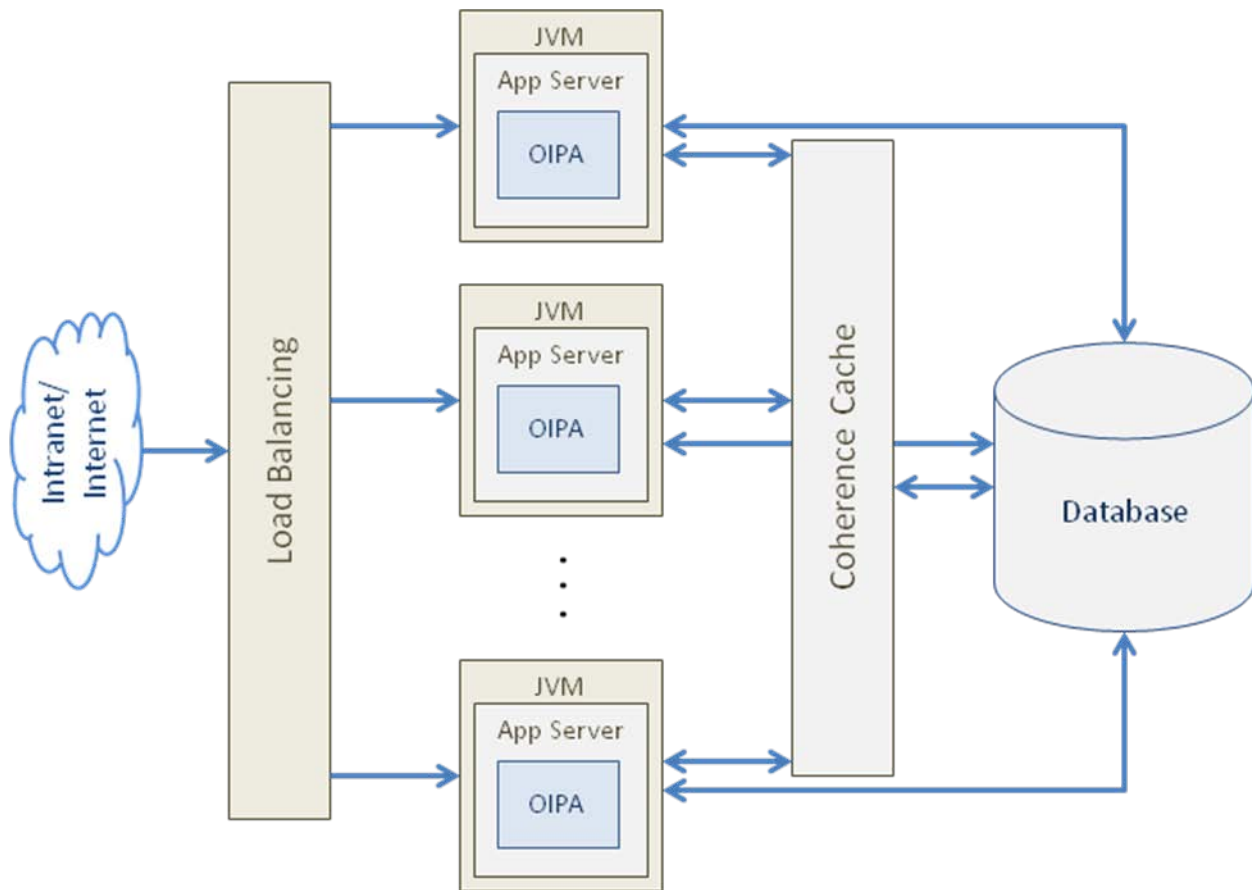 Intranet/
Internet
Load Balancing
JVM
App Server
OIPA
JVM
App Server
OIPA
JVM
App Server
OIPA
Coherence Cache
Database